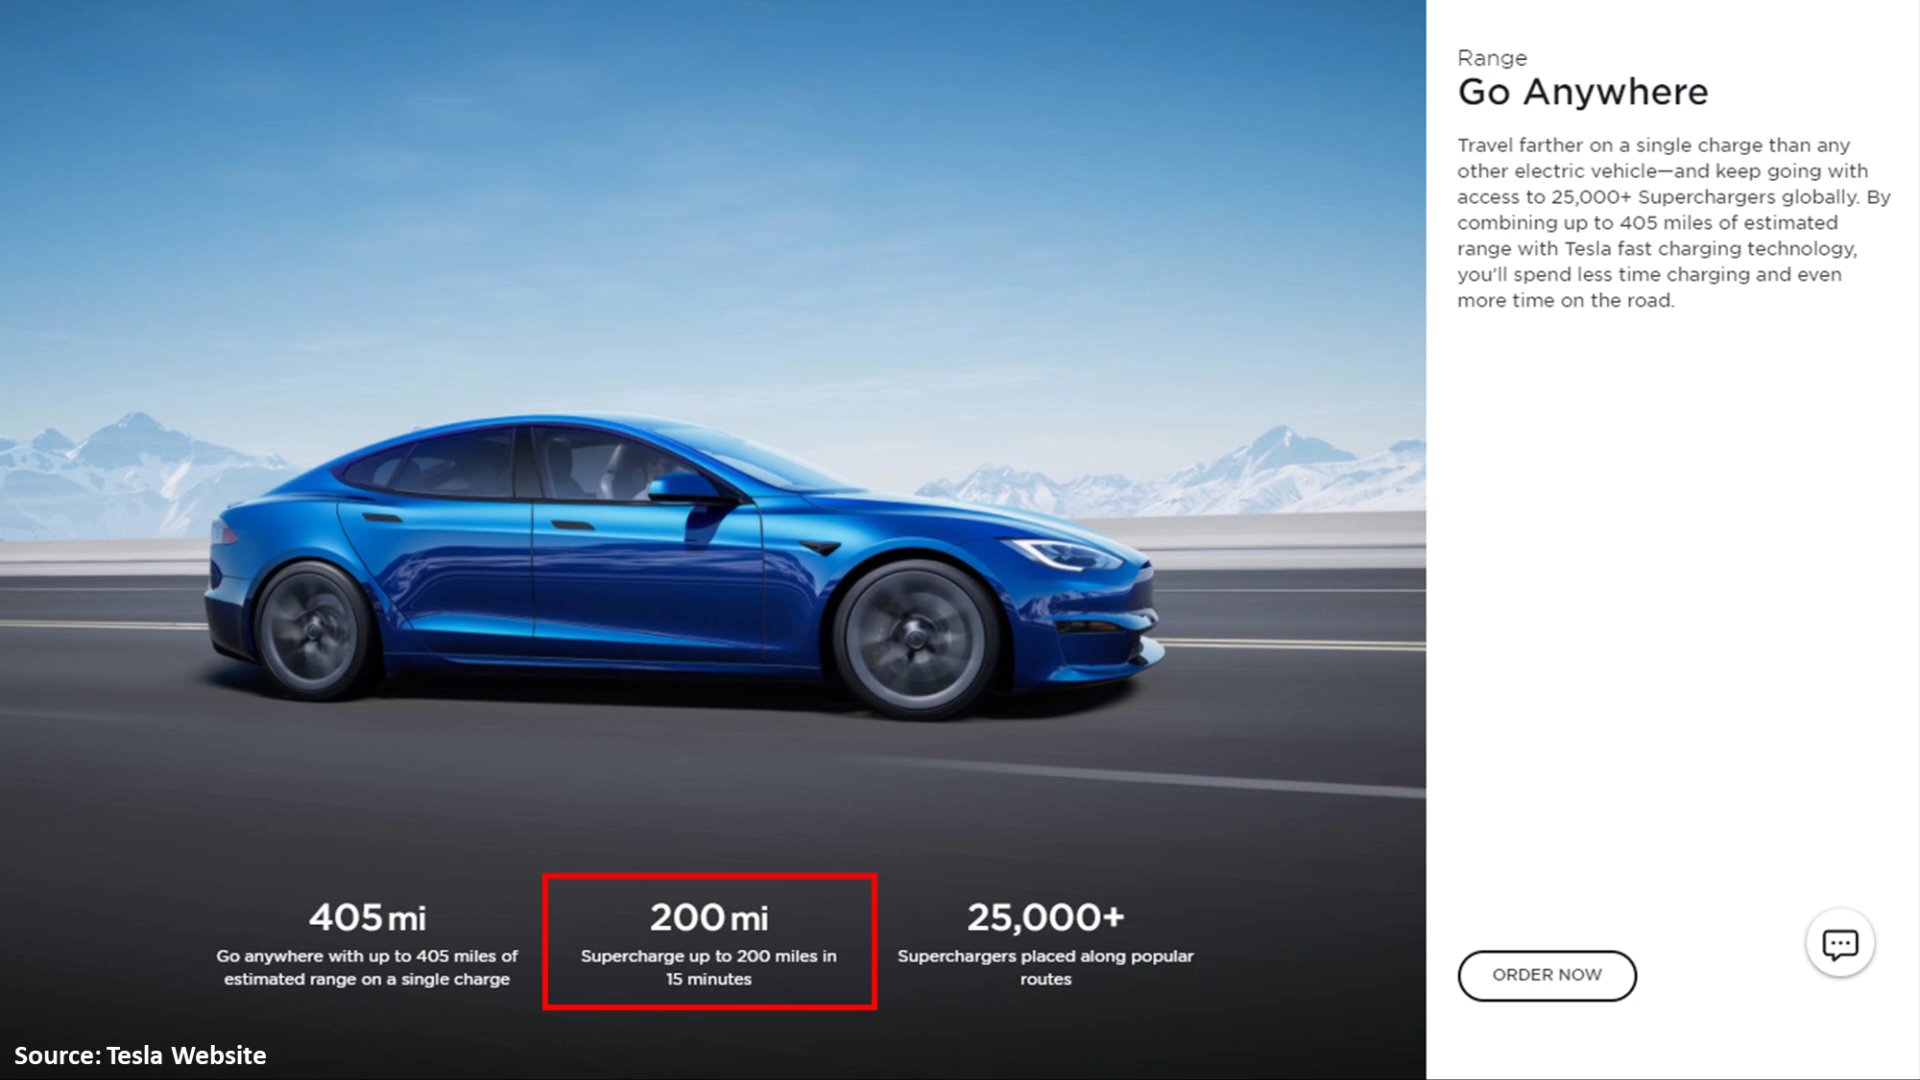 Range
Go Anywhere
Travel farther on a single charge than any
other electric vehicle—and keep going with
access to 25,000+ Superchargers globally. By
combining up to 405 miles of estimated
range with Tesla fast charging technology,
you'll spend less time charging and even
more time on the road.
405 mi
Go anywhere with up to 405 miles of
estimated range on a single charge
200 mi
Supercharge up to 200 miles in
15 minutes
25,000+
Superchargers placed along popular
routes
ORDER NOW
Source: Tesla Website